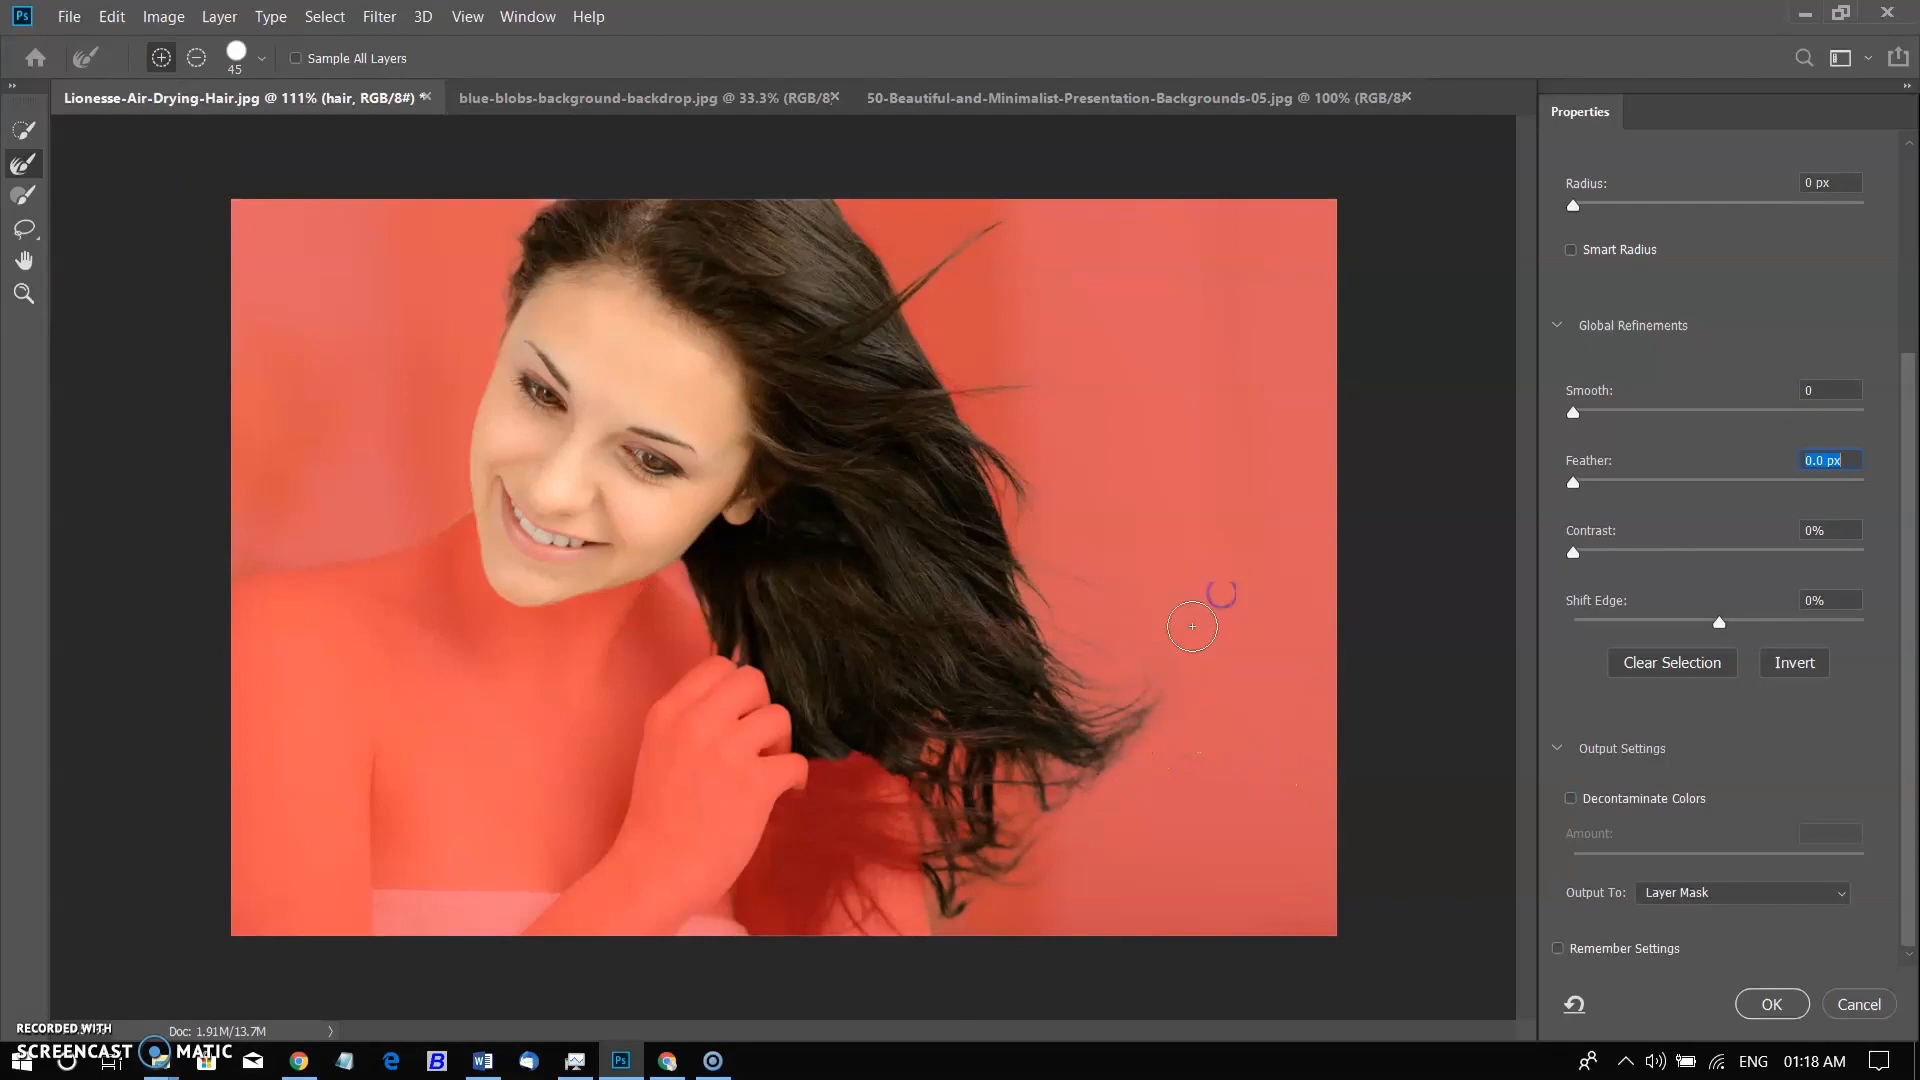 Ps File Edit Image Layer Type Select Filter 3D View Window Help
45
Sample All Layers
Lionesse-Air-Drying-Hair.jpg @ 111% (hair, RGB/8#) *
blue-blobs-background-backdrop.jpg @ 33.3% (RGB/8
50-Beautiful-and-Minimalist-Presentation-Backgrounds-05.jpg @ 100% (RGB/8
Properties
Radius: 0 px
Smart Radius
Global Refinements
Smooth: 0
Feather: 0.0 px
Contrast: 0%
Shift Edge: 0%
Clear Selection Invert
Output Settings
Decontaminate Colors
Amount:
Output To: Layer Mask
Remember Settings
OK Cancel
Doc: 1.91M/13.7M
RECORDED WITH
SCREENCAST MATIC
ENG 01:18 AM